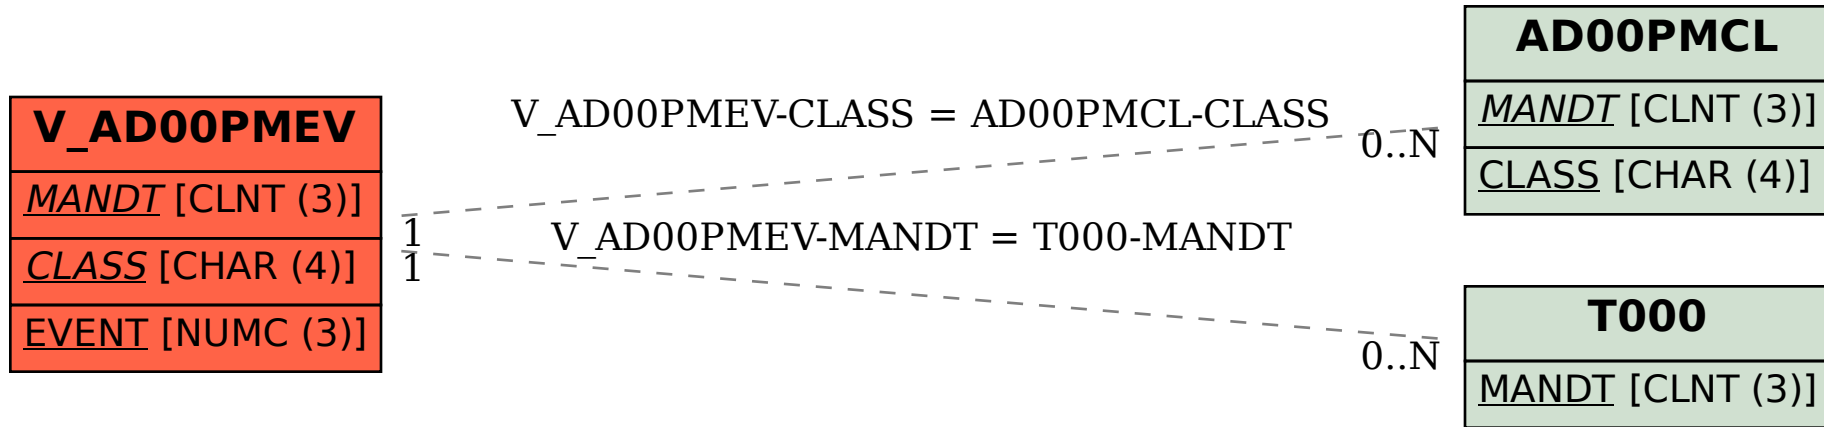 V_AD00PMEV
MANDT [CLNT (3)]
CLASS [CHAR (4)]
EVENT [NUMC (3)]
V_AD00PMEV-CLASS = AD00PMCL-CLASS
0..N
1
V_AD00PMEV-MANDT = T000-MANDT
1
0..N
AD00PMCL
MANDT [CLNT (3)]
CLASS [CHAR (4)]
T000
MANDT [CLNT (3)]